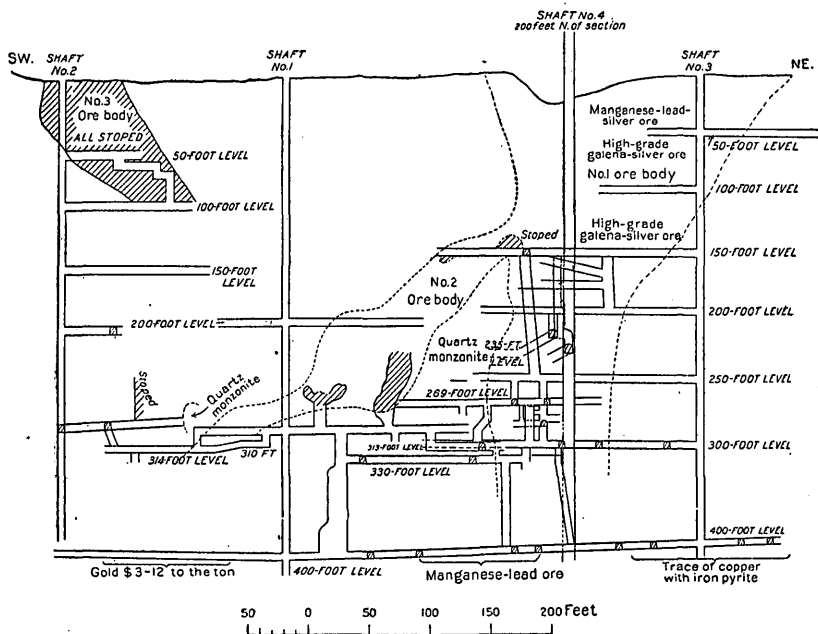 SHAFT No.4
200 feet N. of section
SW.
SHAFT
No.2
SHAFT
No.1
SHAFT
No.3
NE.
No.3
Ore body
ALL STOPED
50-FOOT LEVEL
100-FOOT LEVEL
150-FOOT
LEVEL
200-FOOT LEVEL
Manganese-lead-
silver ore
50-FOOT LEVEL
High-grade
galena-silver ore
No.1 ore body
100-FOOT LEVEL
Stoped
High-grade
galena-silver ore
150-FOOT LEVEL
No.2
Ore body
200-FOOT LEVEL
Quartz
monzonite
235-FT
LEVEL
250-FOOT LEVEL
269-FOOT LEVEL
Stoped
Quartz
monzonite
314-FOOT LEVEL
310 FT
313-FOOT LEVEL
300-FOOT LEVEL
330-FOOT LEVEL
400-FOOT LEVEL
400-FOOT LEVEL
Gold $3-12 to the ton
Manganese-lead ore
Trace of copper
with iron pyrite
50 0 50 100 150 200 Feet